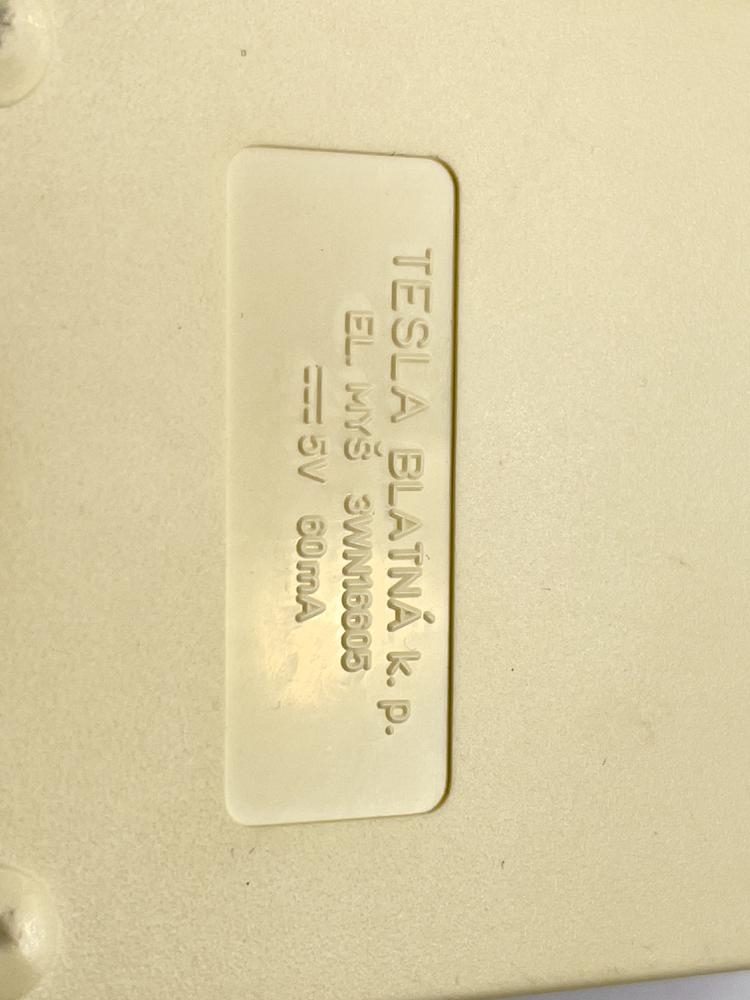 TESLA BLATNÁ k. p.
EL. MYŠ 3WN16605
⎓ 5V 60mA